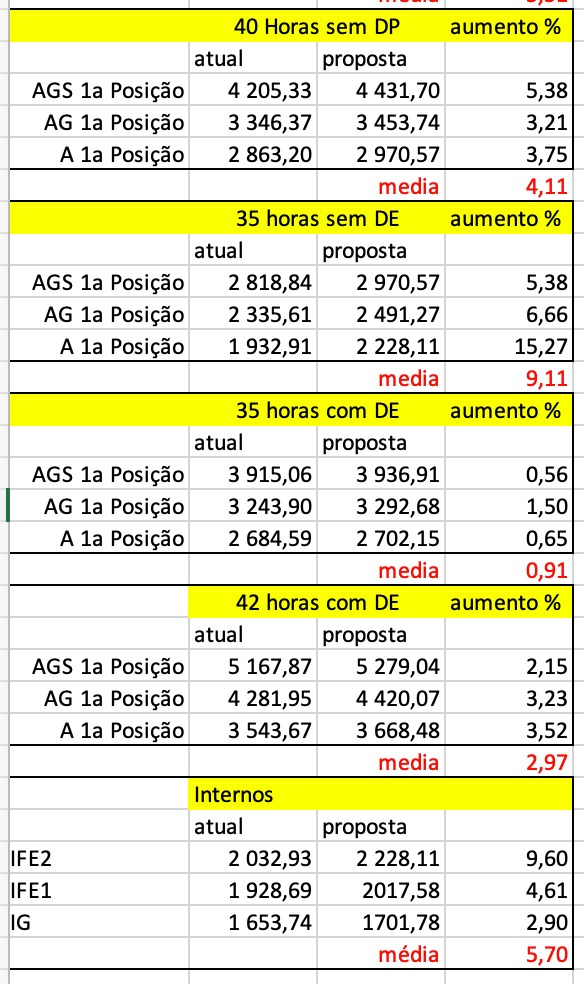 40 Horas sem DP aumento %
atual proposta
AGS 1a Posição 4 205,33 4 431,70 5,38
AG 1a Posição 3 346,37 3 453,74 3,21
A 1a Posição 2 863,20 2 970,57 3,75
media 4,11
35 horas sem DE aumento %
atual proposta
AGS 1a Posição 2 818,84 2 970,57 5,38
AG 1a Posição 2 335,61 2 491,27 6,66
A 1a Posição 1 932,91 2 228,11 15,27
media 9,11
35 horas com DE aumento %
atual proposta
AGS 1a Posição 3 915,06 3 936,91 0,56
AG 1a Posição 3 243,90 3 292,68 1,50
A 1a Posição 2 684,59 2 702,15 0,65
media 0,91
42 horas com DE aumento %
atual proposta
AGS 1a Posição 5 167,87 5 279,04 2,15
AG 1a Posição 4 281,95 4 420,07 3,23
A 1a Posição 3 543,67 3 668,48 3,52
media 2,97
Internos
atual proposta
IFE2 2 032,93 2 228,11 9,60
IFE1 1 928,69 2017,58 4,61
IG 1 653,74 1701,78 2,90
média 5,70